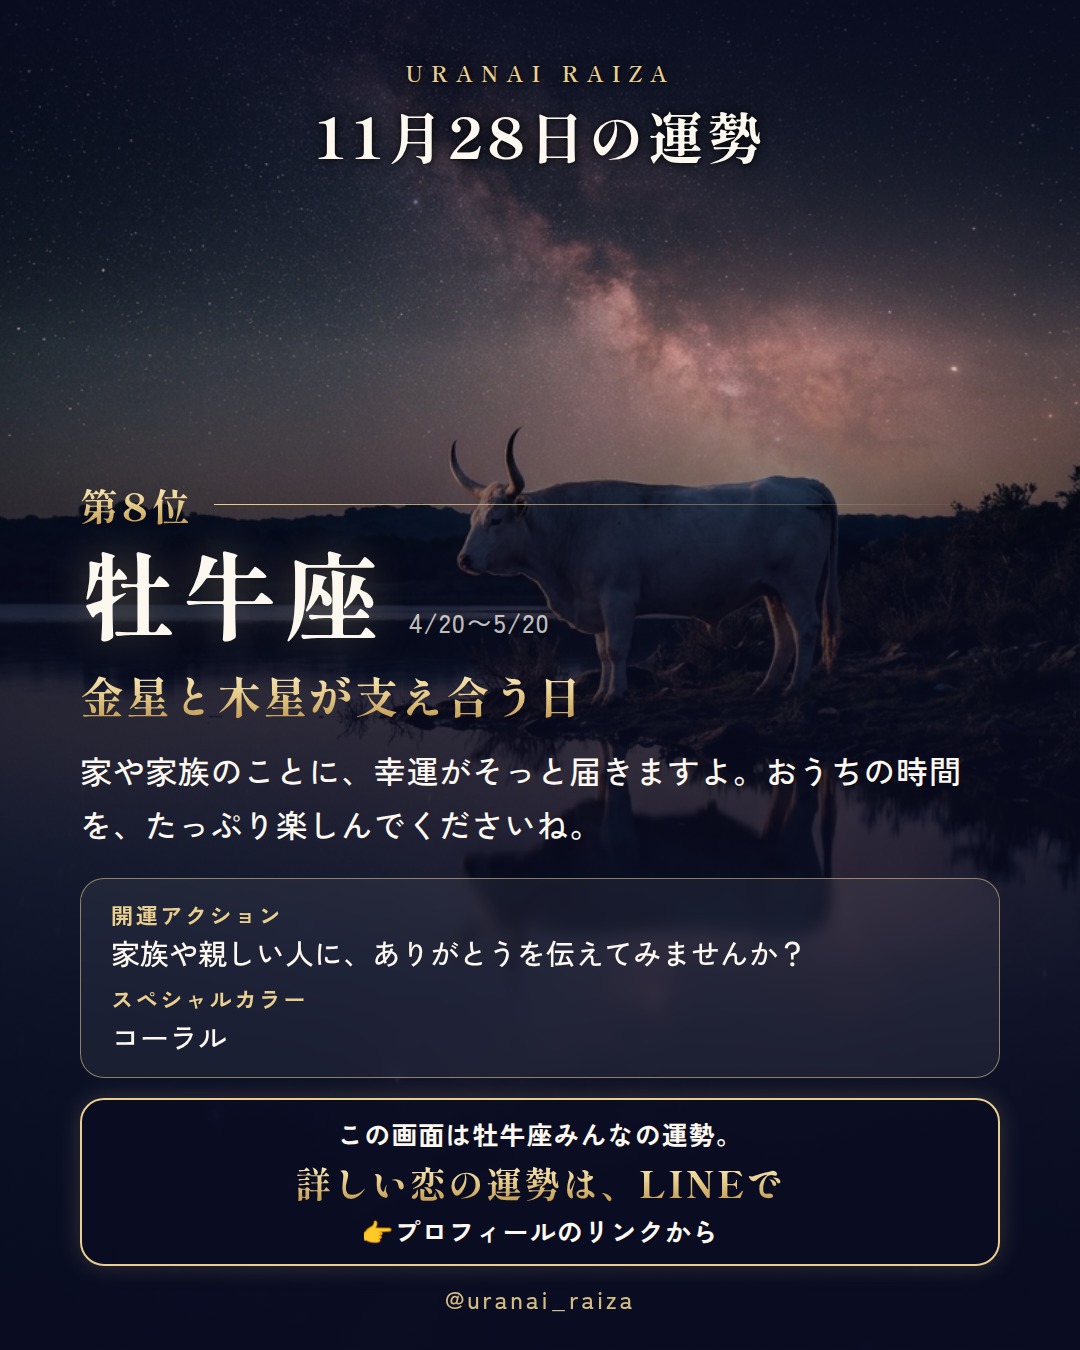 URANAI RAIZA
11月28日の運勢
第8位
牡牛座 4/20〜5/20
金星と木星が支え合う日
家や家族のことに、幸運がそっと届きますよ。おうちの時間
を、たっぷり楽しんでくださいね。
開運アクション
家族や親しい人に、ありがとうを伝えてみませんか？
スペシャルカラー
コーラル
この画面は牡牛座みんなの運勢。
詳しい恋の運勢は、LINEで
👉プロフィールのリンクから
@uranai_raiza